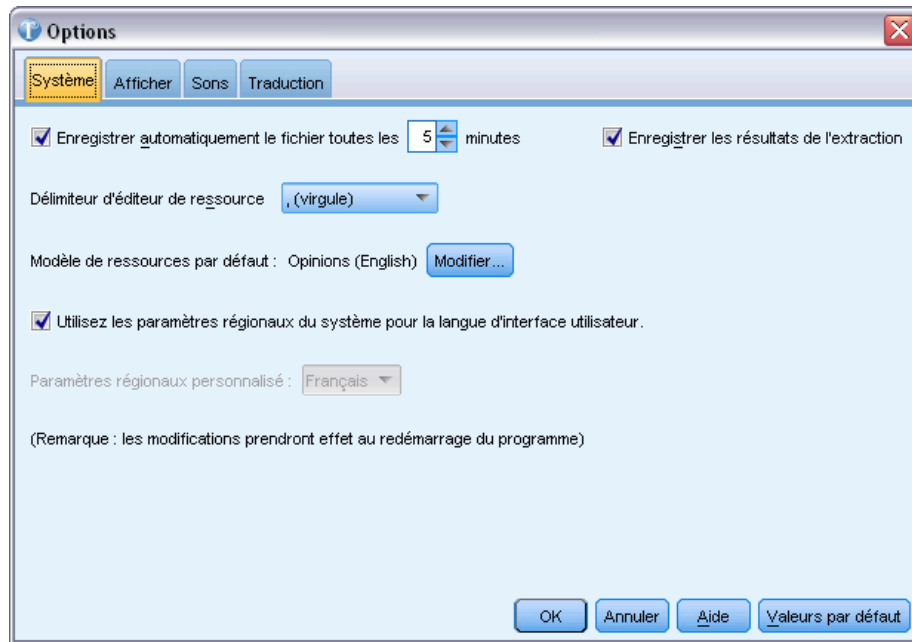 Options
Système Afficher Sons Traduction
Enregistrer automatiquement le fichier toutes les 5 minutes Enregistrer les résultats de l'extraction
Délimiteur d'éditeur de ressource , (virgule)
Modèle de ressources par défaut : Opinions (English) Modifier...
Utilisez les paramètres régionaux du système pour la langue d'interface utilisateur.
Paramètres régionaux personnalisé : Français
(Remarque : les modifications prendront effet au redémarrage du programme)
OK Annuler Aide Valeurs par défaut